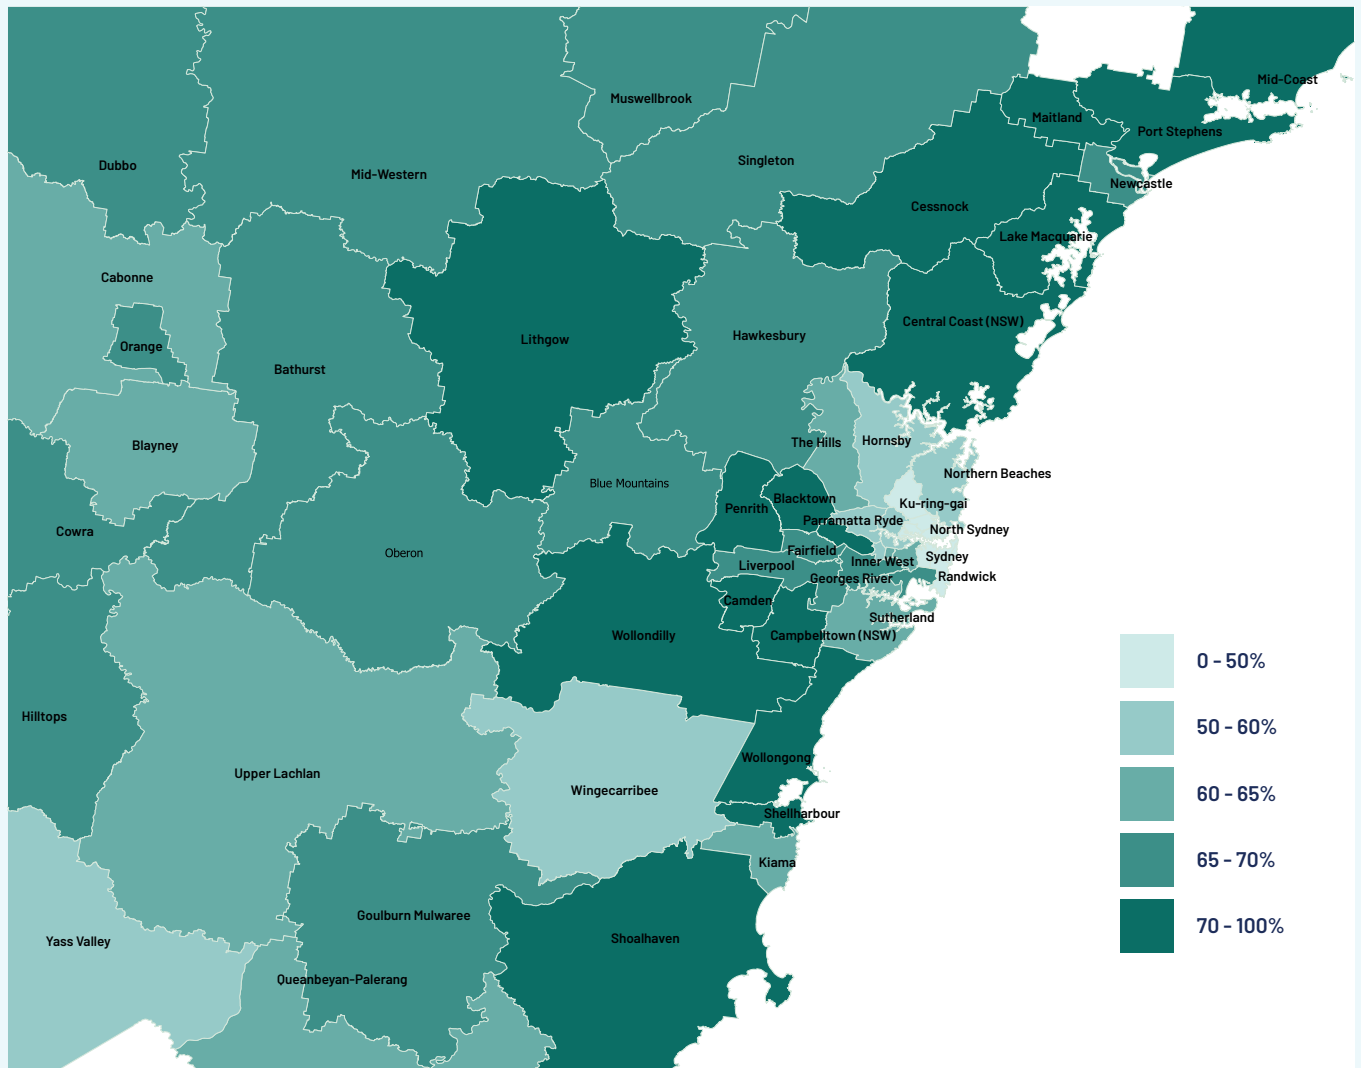 Mid-Coast
Muswellbrook
Maitland
Port Stephens
Dubbo
Mid-Western
Singleton
Newcastle
Cessnock
Lake Macquarie
Cabonne
Orange
Bathurst
Lithgow
Hawkesbury
Central Coast (NSW)
Blayney
The Hills
Hornsby
Northern Beaches
Blue Mountains
Penrith
Blacktown
Ku-ring-gai
Parramatta
Ryde
North Sydney
Cowra
Oberon
Fairfield
Liverpool
Inner West
Sydney
Georges River
Randwick
Camden
Sutherland
Wollondilly
Campbelltown (NSW)
Hilltops
Upper Lachlan
Wingecarribee
Wollongong
Shellharbour
Kiama
Goulburn Mulwaree
Yass Valley
Shoalhaven
Queanbeyan-Palerang
0 - 50%
50 - 60%
60 - 65%
65 - 70%
70 - 100%